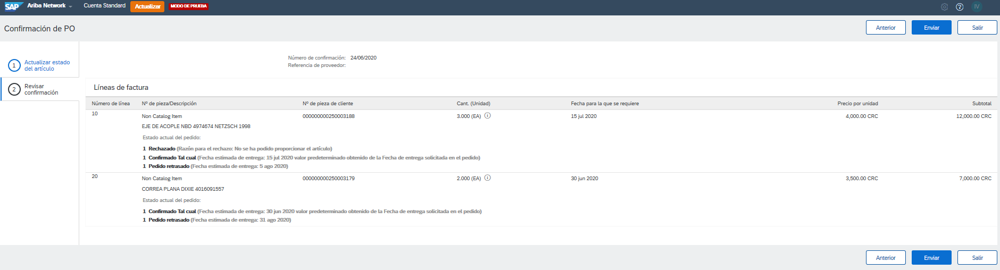 SAP Ariba Network Cuenta Standard Actualizar MODO DE PRUEBA ? IV
Confirmación de PO Anterior Enviar Salir
1 Actualizar estado
del artículo
2 Revisar
confirmación
Número de confirmación: 24/06/2020
Referencia de proveedor:
Líneas de factura
Número de línea Nº de pieza/Descripción Nº de pieza de cliente Cant. (Unidad) Fecha para la que se requiere Precio por unidad Subtotal
10 Non Catalog Item 000000000250003188 3.000 (EA) i 15 jul 2020 4,000.00 CRC 12,000.00 CRC
EJE DE ACOPLE NBD 4974674 NETZSCH 1998
Estado actual del pedido:
1 Rechazado (Razón para el rechazo: No se ha podido proporcionar el artículo)
1 Confirmado Tal cual (Fecha estimada de entrega: 15 jul 2020 valor predeterminado obtenido de la Fecha de entrega solicitada en el pedido)
1 Pedido retrasado (Fecha estimada de entrega: 5 ago 2020)
20 Non Catalog Item 000000000250003179 2.000 (EA) i 30 jun 2020 3,500.00 CRC 7,000.00 CRC
CORREA PLANA DIXIE 4016091557
Estado actual del pedido:
1 Confirmado Tal cual (Fecha estimada de entrega: 30 jun 2020 valor predeterminado obtenido de la Fecha de entrega solicitada en el pedido)
1 Pedido retrasado (Fecha estimada de entrega: 31 ago 2020)
Anterior Enviar Salir